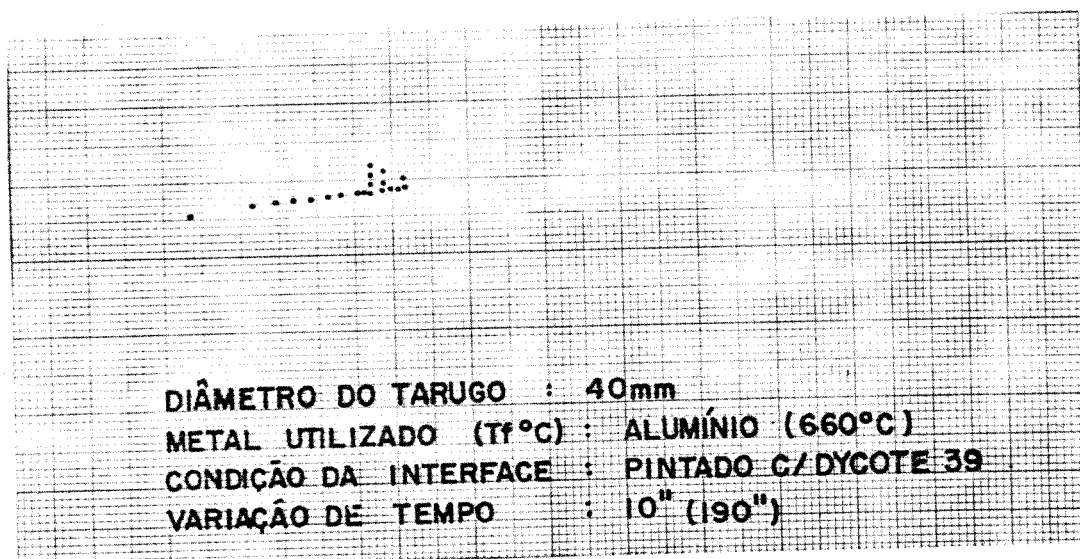 DIÂMETRO DO TARUGO : 40mm
METAL UTILIZADO (Tf °C) : ALUMÍNIO (660°C)
CONDIÇÃO DA INTERFACE : PINTADO C/ DYCOTE 39
VARIAÇÃO DE TEMPO : 10" (190")